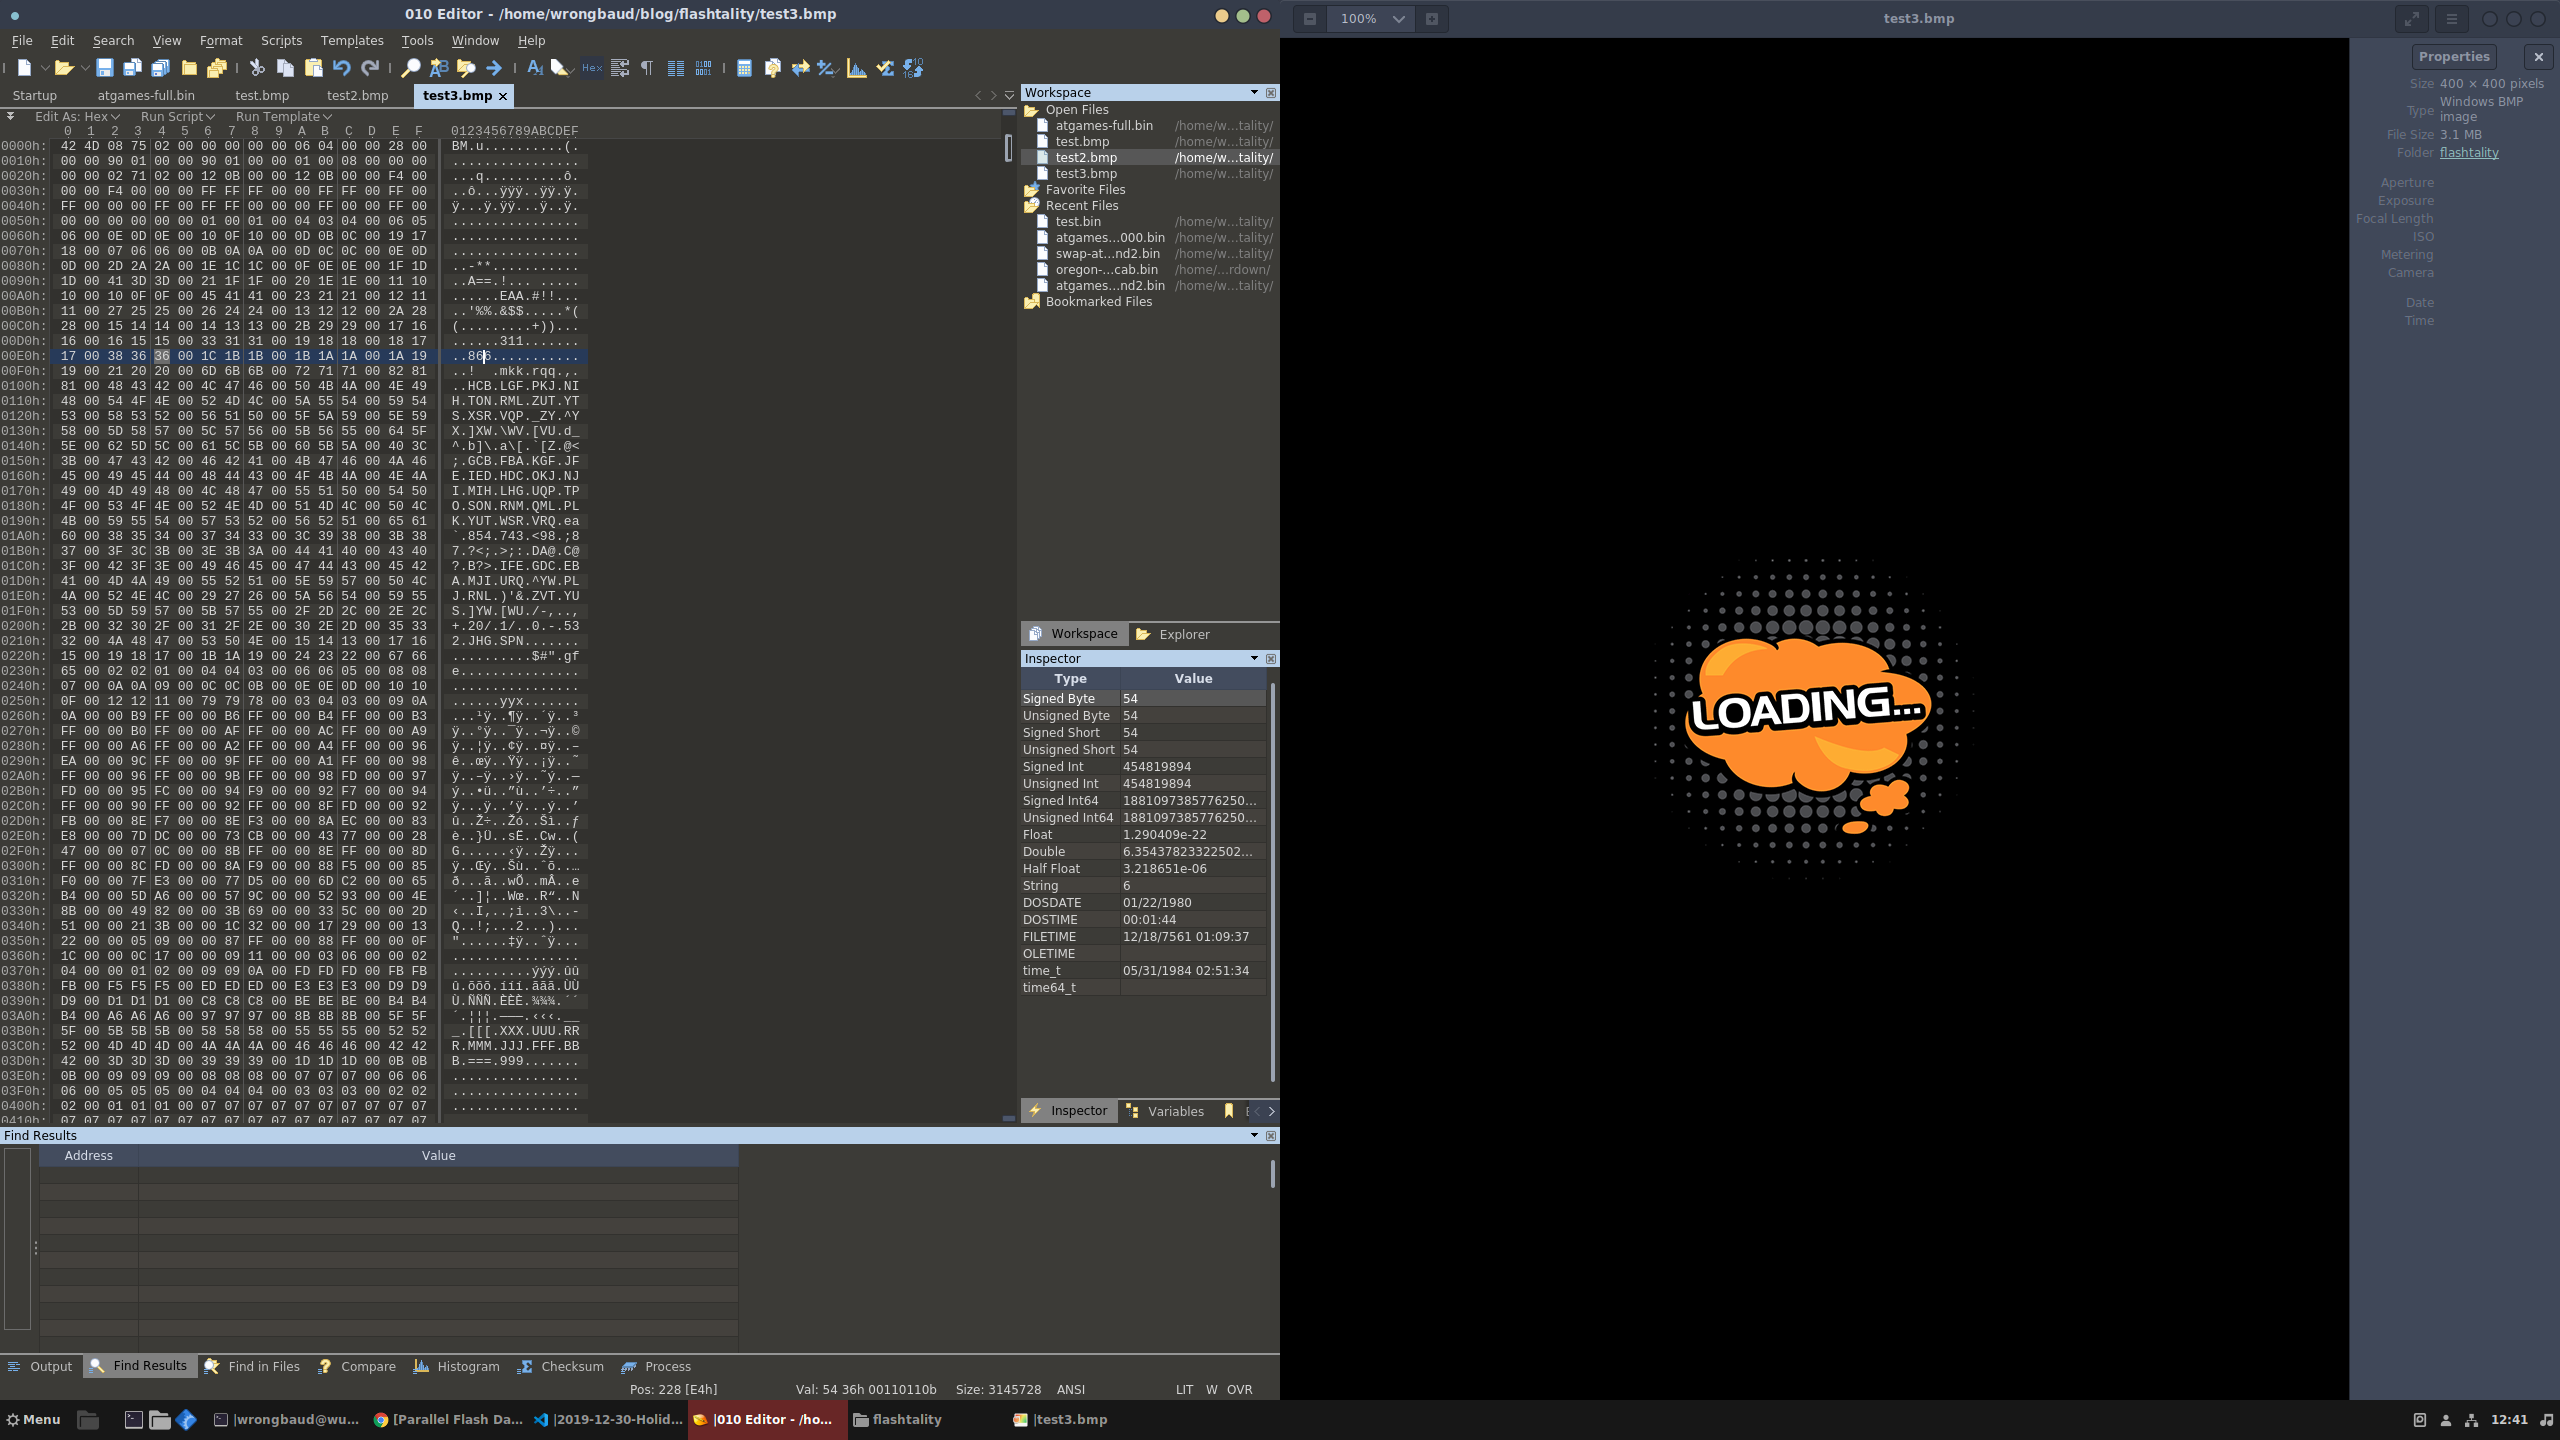 010 Editor - /home/wrongbaud/blog/flashtality/test3.bmp
File Edit Search View Format Scripts Templates Tools Window Help
Startup atgames-full.bin test.bmp test2.bmp test3.bmp
Edit As: Hex Run Script Run Template
0 1 2 3 4 5 6 7 8 9 A B C D E F 0123456789ABCDEF
0000h: 42 4D 08 75 02 00 00 00 00 00 06 04 00 00 28 00 BM.u..........(.
0010h: 00 00 90 01 00 00 90 01 00 00 01 00 08 00 00 00 ................
0020h: 00 00 02 71 02 00 12 0B 00 00 12 0B 00 00 F4 00 ...q..........ô.
0030h: 00 00 F4 00 00 00 FF FF FF 00 00 FF FF 00 FF 00 ..ô...ÿÿÿ..ÿÿ.ÿ.
0040h: FF 00 00 00 FF 00 FF FF 00 00 00 FF 00 00 FF 00 ÿ...ÿ.ÿÿ...ÿ..ÿ.
0050h: 00 00 00 00 00 00 01 00 01 00 04 03 04 00 06 05 ................
0060h: 06 00 0E 0D 0E 00 10 0F 10 00 0D 0B 0C 00 19 17 ................
0070h: 18 00 07 06 06 00 0B 0A 0A 00 0D 0C 0C 00 0E 0D ................
0080h: 0D 00 2D 2A 2A 00 1E 1C 1C 00 0F 0E 0E 00 1F 1D ..-**...........
0090h: 1D 00 41 3D 3D 00 21 1F 1F 00 20 1E 1E 00 11 10 ..A==.!... .....
00A0h: 10 00 10 0F 0F 00 45 41 41 00 23 21 21 00 12 11 ......EAA.#!!...
00B0h: 11 00 27 25 25 00 26 24 24 00 13 12 12 00 2A 28 ..'%%.&$$.....*(
00C0h: 28 00 15 14 14 00 14 13 13 00 2B 29 29 00 17 16 (.........+))...
00D0h: 16 00 16 15 15 00 33 31 31 00 19 18 18 00 18 17 ......311.......
00E0h: 17 00 38 36 36 00 1C 1B 1B 00 1B 1A 1A 00 1A 19 ..866...........
00F0h: 19 00 21 20 20 00 6D 6B 6B 00 72 71 71 00 82 81 ..!  .mkk.rqq.‚.
0100h: 81 00 48 43 42 00 4C 47 46 00 50 4B 4A 00 4E 49 ..HCB.LGF.PKJ.NI
0110h: 48 00 54 4F 4E 00 52 4D 4C 00 5A 55 54 00 59 54 H.TON.RML.ZUT.YT
0120h: 53 00 58 53 52 00 56 51 50 00 5F 5A 59 00 5E 59 S.XSR.VQP._ZY.^Y
0130h: 58 00 5D 58 57 00 5C 57 56 00 5B 56 55 00 64 5F X.]XW.\WV.[VU.d_
0140h: 5E 00 62 5D 5C 00 61 5C 5B 00 60 5B 5A 00 40 3C ^.b]\.a\[.`[Z.@<
0150h: 3B 00 47 43 42 00 46 42 41 00 4B 47 46 00 4A 46 ;.GCB.FBA.KGF.JF
0160h: 45 00 49 45 44 00 48 44 43 00 4F 4B 4A 00 4E 4A E.IED.HDC.OKJ.NJ
0170h: 49 00 4D 49 48 00 4C 48 47 00 55 51 50 00 54 50 I.MIH.LHG.UQP.TP
0180h: 4F 00 53 4F 4E 00 52 4E 4D 00 51 4D 4C 00 50 4C O.SON.RNM.QML.PL
0190h: 4B 00 59 55 54 00 57 53 52 00 56 52 51 00 65 61 K.YUT.WSR.VRQ.ea
01A0h: 60 00 38 35 34 00 37 34 33 00 3C 39 38 00 3B 38 `.854.743.<98.;8
01B0h: 37 00 3F 3C 3B 00 3E 3B 3A 00 44 41 40 00 43 40 7.?<;.>;:.DA@.C@
01C0h: 3F 00 42 3F 3E 00 49 46 45 00 47 44 43 00 45 42 ?.B?>.IFE.GDC.EB
01D0h: 41 00 4D 4A 49 00 55 52 51 00 5E 59 57 00 50 4C A.MJI.URQ.^YW.PL
01E0h: 4A 00 52 4E 4C 00 29 27 26 00 5A 56 54 00 59 55 J.RNL.)'&.ZVT.YU
01F0h: 53 00 5D 59 57 00 5B 57 55 00 2F 2D 2C 00 2E 2C S.]YW.[WU./-,..,
0200h: 2B 00 32 30 2F 00 31 2F 2E 00 30 2E 2D 00 35 33 +.20/.1/..0.-.53
0210h: 32 00 4A 48 47 00 53 50 4E 00 15 14 13 00 17 16 2.JHG.SPN.......
0220h: 15 00 19 18 17 00 1B 1A 19 00 24 23 22 00 67 66 ..........$#".gf
0230h: 65 00 02 02 01 00 04 04 03 00 06 06 05 00 08 08 e...............
0240h: 07 00 0A 0A 09 00 0C 0C 0B 00 0E 0E 0D 00 10 10 ................
0250h: 0F 00 12 12 11 00 79 79 78 00 03 04 03 00 09 0A ......yyx.......
0260h: 0A 00 00 B9 FF 00 00 B6 FF 00 00 B4 FF 00 00 B3 ...¹ÿ..¶ÿ..´ÿ..³
0270h: FF 00 00 B0 FF 00 00 AF FF 00 00 AC FF 00 00 A9 ÿ..°ÿ..¯ÿ..¬ÿ..©
0280h: FF 00 00 A6 FF 00 00 A2 FF 00 00 A4 FF 00 00 96 ÿ..¦ÿ..¢ÿ..¤ÿ..–
0290h: EA 00 00 9C FF 00 00 9F FF 00 00 A1 FF 00 00 98 ê..œÿ..Ÿÿ..¡ÿ..˜
02A0h: FF 00 00 96 FF 00 00 9B FF 00 00 98 FD 00 00 97 ÿ..–ÿ..›ÿ..˜ý..—
02B0h: FD 00 00 95 FC 00 00 94 F9 00 00 92 F7 00 00 94 ý..•ü..”ù..’÷..”
02C0h: FF 00 00 90 FF 00 00 92 FF 00 00 8F FD 00 00 92 ÿ...ÿ..’ÿ...ý..’
02D0h: FB 00 00 8E F7 00 00 8E F3 00 00 8A EC 00 00 83 û..Ž÷..Žó..Šì..ƒ
02E0h: E8 00 00 7D DC 00 00 73 CB 00 00 43 77 00 00 28 è..}Ü..sË..Cw..(
02F0h: 47 00 00 07 0C 00 00 8B FF 00 00 8E FF 00 00 8D G......‹ÿ..Žÿ...
0300h: FF 00 00 8C FD 00 00 8A F9 00 00 88 F5 00 00 85 ÿ..Œý..Šù..ˆõ..…
0310h: F0 00 00 7F E3 00 00 77 D5 00 00 6D C2 00 00 65 ð...ã..wÕ..mÂ..e
0320h: B4 00 00 5D A6 00 00 57 9C 00 00 52 93 00 00 4E ´..]¦..Wœ..R“..N
0330h: 8B 00 00 49 82 00 00 3B 69 00 00 33 5C 00 00 2D ‹..I‚..;i..3\..-
0340h: 51 00 00 21 3B 00 00 1C 32 00 00 17 29 00 00 13 Q..!;...2...)...
0350h: 22 00 00 05 09 00 00 87 FF 00 00 88 FF 00 00 0F "......‡ÿ..ˆÿ...
0360h: 1C 00 00 0C 17 00 00 09 11 00 00 03 06 00 00 02 ................
0370h: 04 00 00 01 02 00 09 09 0A 00 FD FD FD 00 FB FB ..........ýýý.ûû
0380h: FB 00 F5 F5 F5 00 ED ED ED 00 E3 E3 E3 00 D9 D9 û.õõõ.ííí.ããã.ÙÙ
0390h: D9 00 D1 D1 D1 00 C8 C8 C8 00 BE BE BE 00 B4 B4 Ù.ÑÑÑ.ÈÈÈ.¾¾¾.´´
03A0h: B4 00 A6 A6 A6 00 97 97 97 00 8B 8B 8B 00 5F 5F ´.¦¦¦.———.‹‹‹.__
03B0h: 5F 00 5B 5B 5B 00 58 58 58 00 55 55 55 00 52 52 _.[[[.XXX.UUU.RR
03C0h: 52 00 4D 4D 4D 00 4A 4A 4A 00 46 46 46 00 42 42 R.MMM.JJJ.FFF.BB
03D0h: 42 00 3D 3D 3D 00 39 39 39 00 1D 1D 1D 00 0B 0B B.===.999.......
03E0h: 0B 00 09 09 09 00 08 08 08 00 07 07 07 00 06 06 ................
03F0h: 06 00 05 05 05 00 04 04 04 00 03 03 03 00 02 02 ................
0400h: 02 00 01 01 01 00 07 07 07 07 07 07 07 07 07 07 ................
0410h: 07 07 07 07 07 07 07 07 07 07 07 07 07 07 07 07
Workspace
Open Files
atgames-full.bin /home/w...tality/
test.bmp /home/w...tality/
test2.bmp /home/w...tality/
test3.bmp /home/w...tality/
Favorite Files
Recent Files
test.bin /home/w...tality/
atgames...000.bin /home/w...tality/
swap-at...nd2.bin /home/w...tality/
oregon-...cab.bin /home/...rdown/
atgames...nd2.bin /home/w...tality/
Bookmarked Files
Workspace Explorer
Inspector
Type Value
Signed Byte 54
Unsigned Byte 54
Signed Short 54
Unsigned Short 54
Signed Int 454819894
Unsigned Int 454819894
Signed Int64 1881097385776250...
Unsigned Int64 1881097385776250...
Float 1.290409e-22
Double 6.35437823322502...
Half Float 3.218651e-06
String 6
DOSDATE 01/22/1980
DOSTIME 00:01:44
FILETIME 12/18/7561 01:09:37
OLETIME
time_t 05/31/1984 02:51:34
time64_t
Inspector Variables
Find Results
Address Value
Output Find Results Find in Files Compare Histogram Checksum Process
Pos: 228 [E4h] Val: 54 36h 00110110b Size: 3145728 ANSI LIT W OVR
100% test3.bmp
Properties
Size 400 × 400 pixels
Type Windows BMP
image
File Size 3.1 MB
Folder flashtality
Aperture
Exposure
Focal Length
ISO
Metering
Camera
Date
Time
LOADING...
Menu |wrongbaud@wu... [Parallel Flash Da... |2019-12-30-Holid... |010 Editor - /ho... flashtality |test3.bmp 12:41